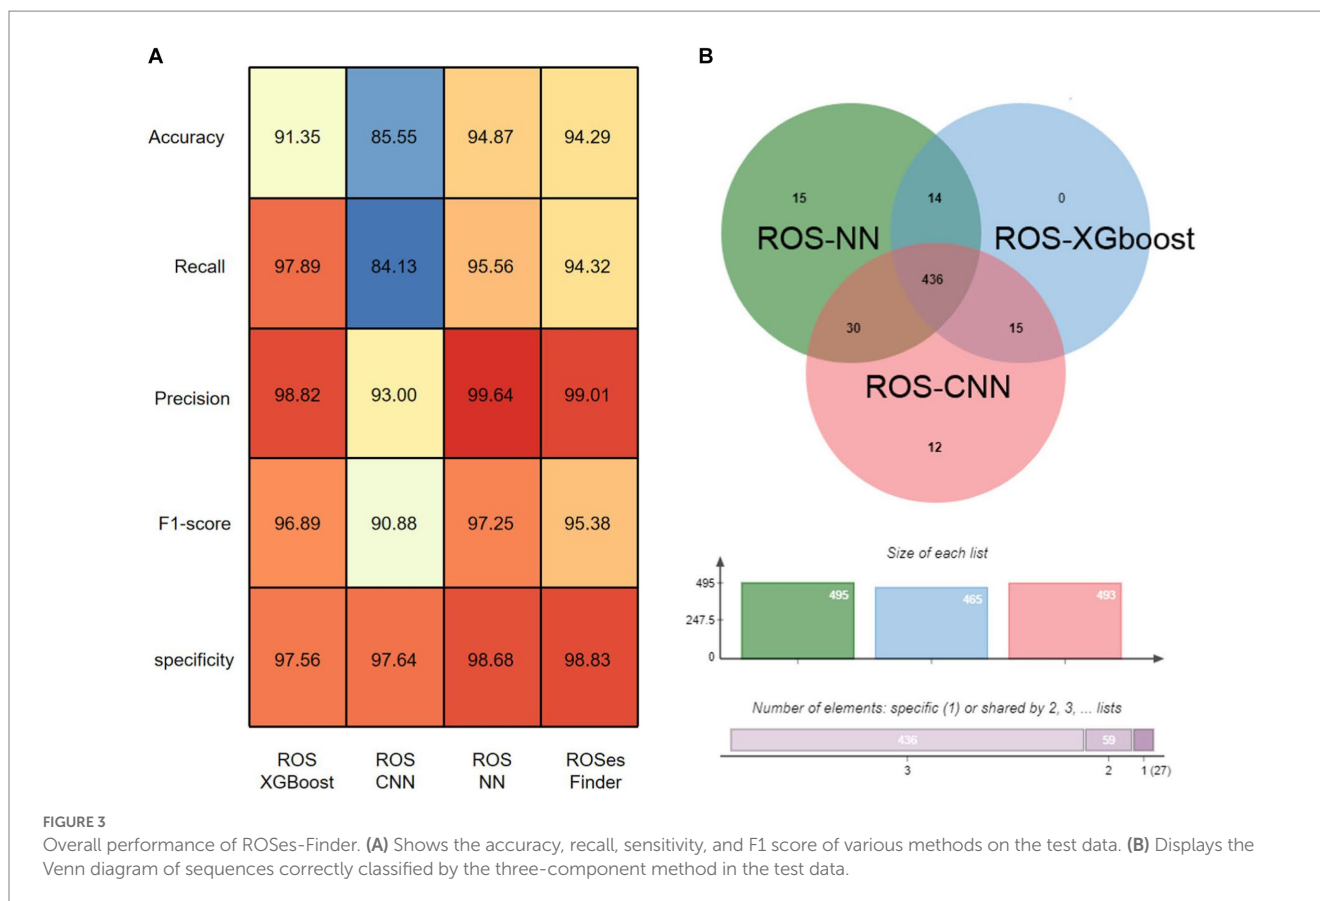 A
Accuracy 91.35 85.55 94.87 94.29
Recall 97.89 84.13 95.56 94.32
Precision 98.82 93.00 99.64 99.01
F1-score 96.89 90.88 97.25 95.38
specificity 97.56 97.64 98.68 98.83
ROS ROS ROS ROSes
XGBoost CNN NN Finder
B
15 14 0
ROS-NN ROS-XGboost
436
30 15
ROS-CNN
12
Size of each list
495 495 465 493
247.5
0
Number of elements: specific (1) or shared by 2, 3, ... lists
436 59
3 2 1 (27)
FIGURE 3
Overall performance of ROSes-Finder. (A) Shows the accuracy, recall, sensitivity, and F1 score of various methods on the test data. (B) Displays the
Venn diagram of sequences correctly classified by the three-component method in the test data.